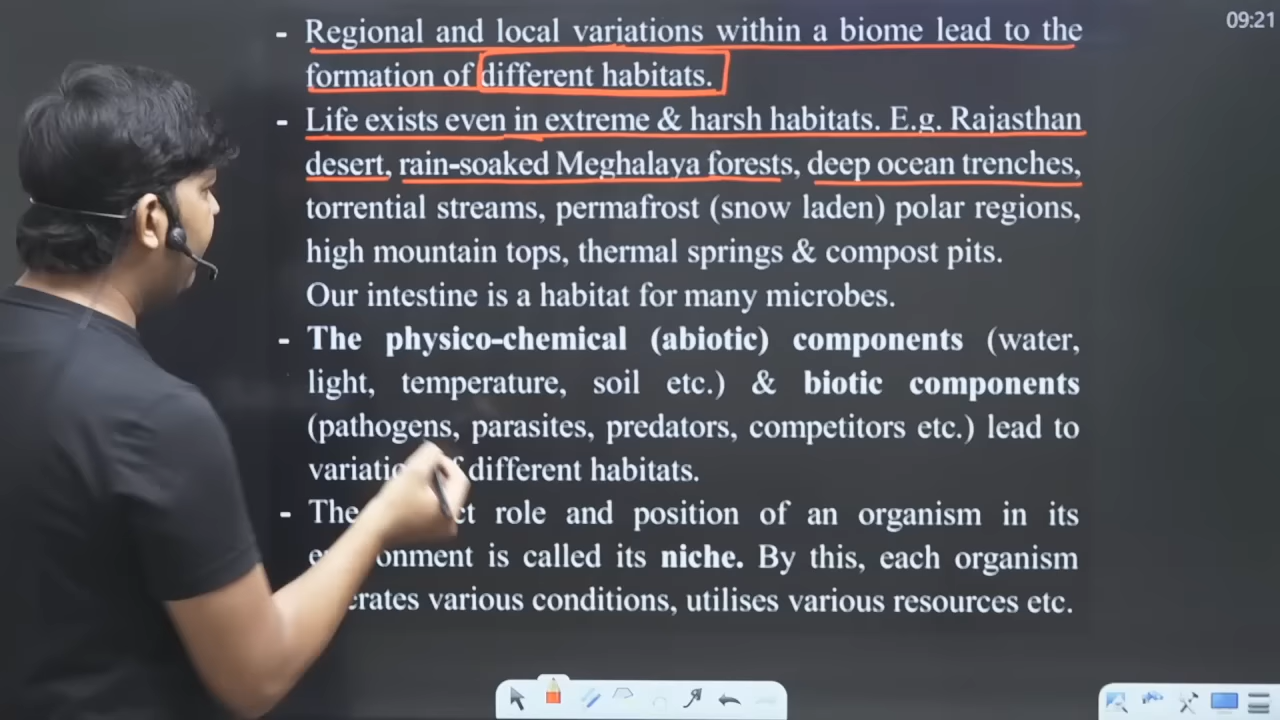 09:21
- Regional and local variations within a biome lead to the
formation of different habitats.
- Life exists even in extreme & harsh habitats. E.g. Rajasthan
desert, rain-soaked Meghalaya forests, deep ocean trenches,
torrential streams, permafrost (snow laden) polar regions,
high mountain tops, thermal springs & compost pits.
Our intestine is a habitat for many microbes.
- The physico-chemical (abiotic) components (water,
light, temperature, soil etc.) & biotic components
(pathogens, parasites, predators, competitors etc.) lead to
different habitats.
- The role and position of an organism in its
is called its niche. By this, each organism
various conditions, utilises various resources etc.